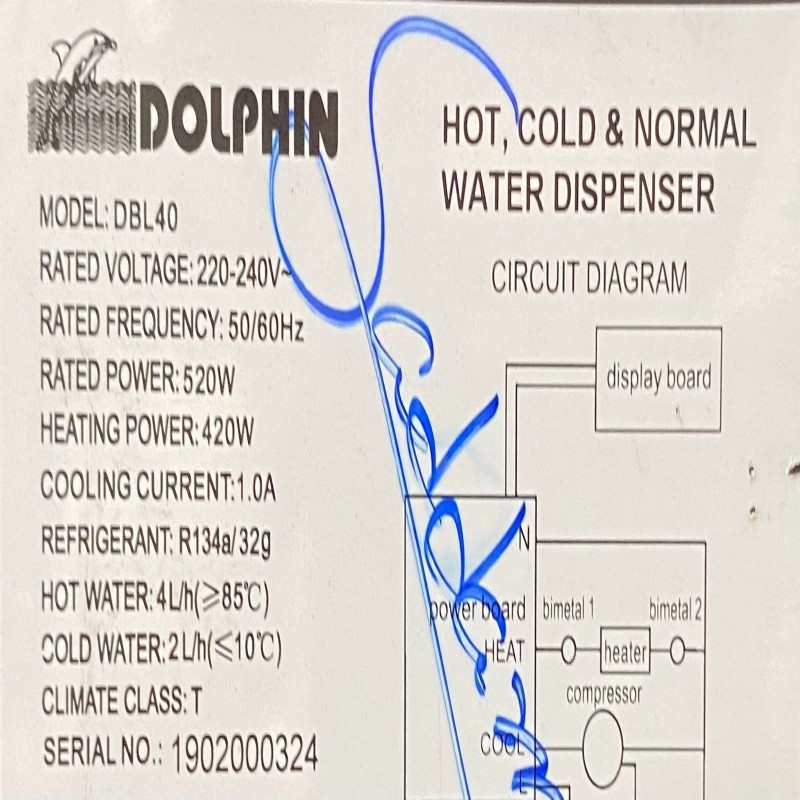 DOLPHIN
MODEL: DBL40
RATED VOLTAGE: 220-240V~
RATED FREQUENCY: 50/60Hz
RATED POWER: 520W
HEATING POWER: 420W
COOLING CURRENT: 1.0A
REFRIGERANT: R134a/32g
HOT WATER: 4L/h(≥85℃)
COLD WATER: 2L/h(≤10℃)
CLIMATE CLASS: T
SERIAL NO.: 1902000324
HOT, COLD & NORMAL
WATER DISPENSER
CIRCUIT DIAGRAM
display board
N
power board
bimetal 1
bimetal 2
HEAT
heater
compressor
COOL
L